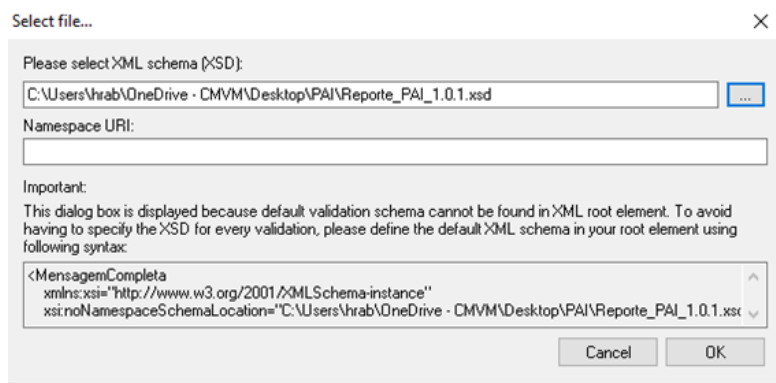 Select file...
Please select XML schema (XSD):
C:\Users\hrab\OneDrive - CMVM\Desktop\PAI\Reporte_PAI_1.0.1.xsd
...
Namespace URI:
Important:
This dialog box is displayed because default validation schema cannot be found in XML root element. To avoid
having to specify the XSD for every validation, please define the default XML schema in your root element using
following syntax:
<MensagemCompleta
xmlns:xsi="http://www.w3.org/2001/XMLSchema-instance"
xsi:noNamespaceSchemaLocation="C:\Users\hrab\OneDrive - CMVM\Desktop\PAI\Reporte_PAI_1.0.1.xsc
Cancel
OK